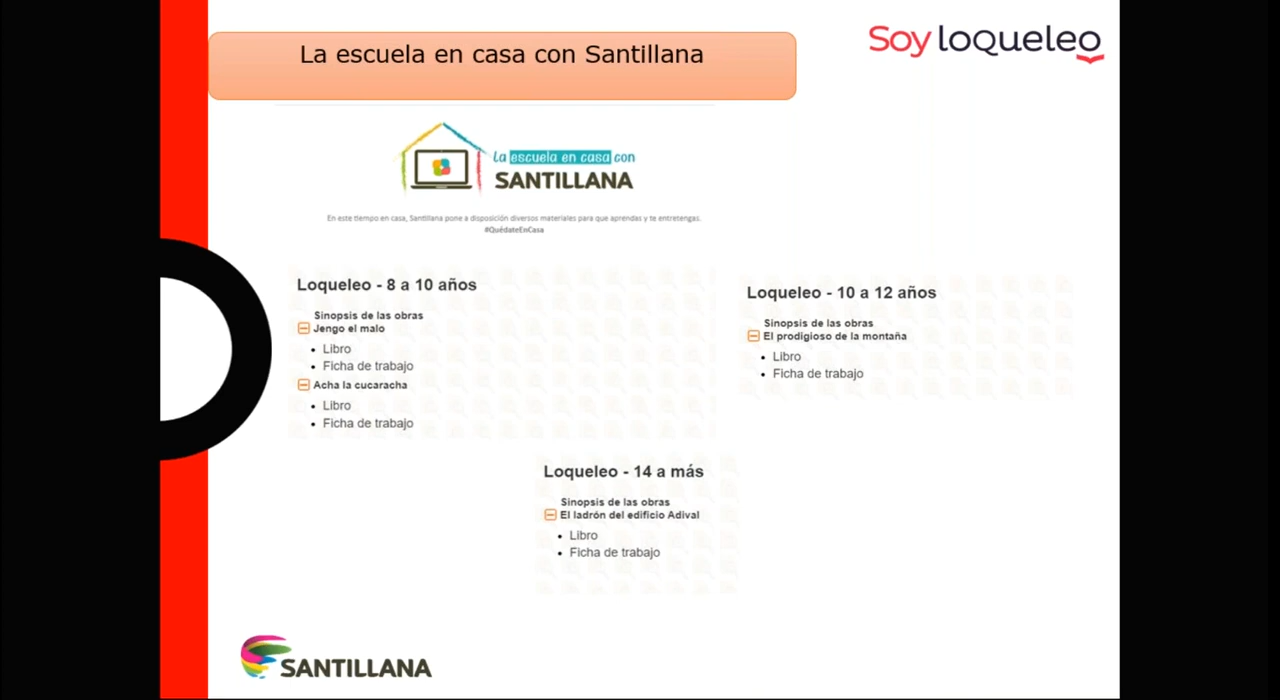 La escuela en casa con Santillana
Soy loqueleo
La escuela en casa con
SANTILLANA
En este tiempo en casa, Santillana pone a disposición diversos materiales para que aprendas y te entretengas.
#QuédateEnCasa
Loqueleo - 8 a 10 años
Sinopsis de las obras
Jengo el malo
• Libro
• Ficha de trabajo
Acha la cucaracha
• Libro
• Ficha de trabajo
Loqueleo - 10 a 12 años
Sinopsis de las obras
El prodigioso de la montaña
• Libro
• Ficha de trabajo
Loqueleo - 14 a más
Sinopsis de las obras
El ladrón del edificio Adival
• Libro
• Ficha de trabajo
SANTILLANA